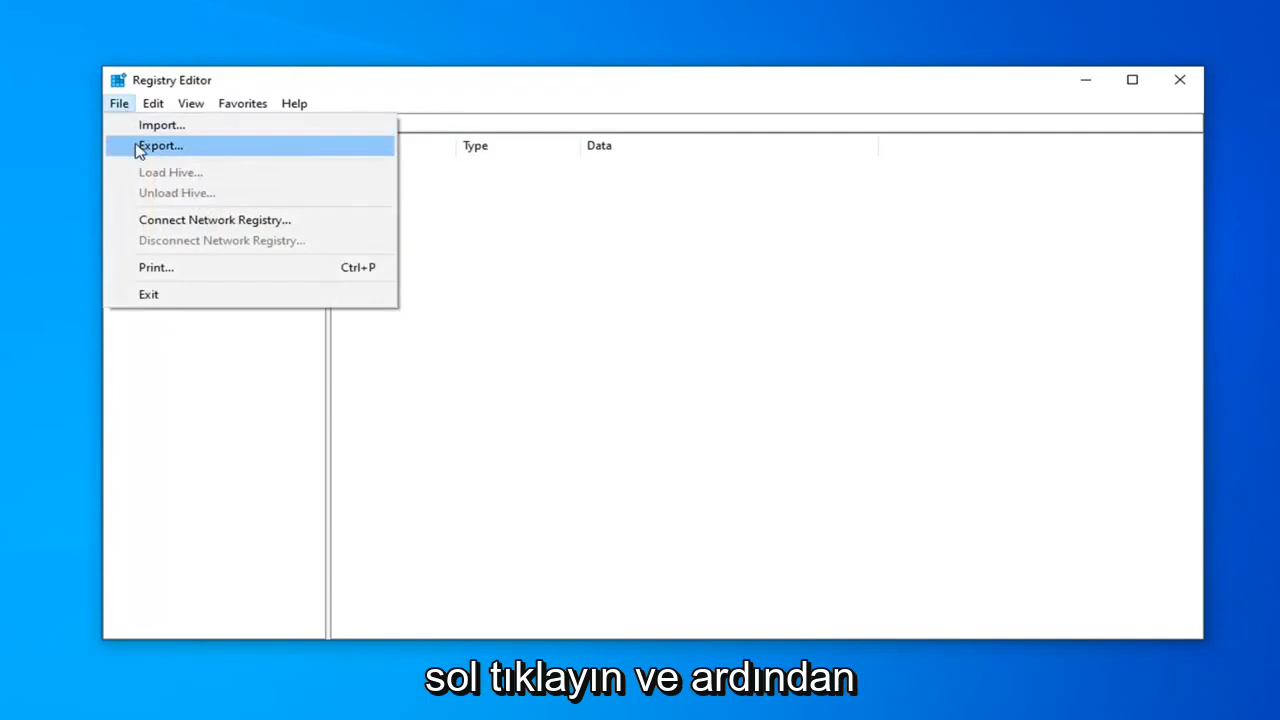 Registry Editor
File Edit View Favorites Help
Import...
Export...
Type Data
Load Hive...
Unload Hive...
Connect Network Registry...
Disconnect Network Registry...
Print... Ctrl+P
Exit
sol tıklayın ve ardından